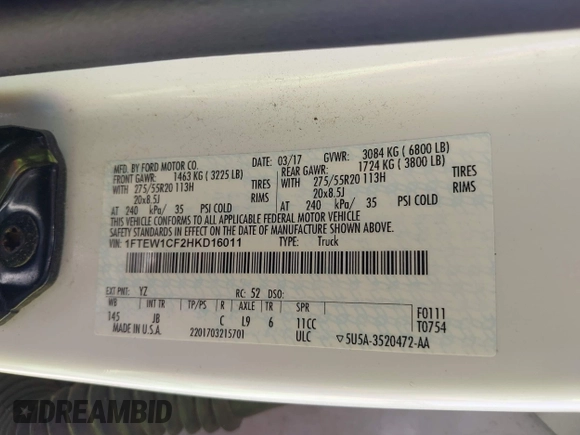 MFD. BY FORD MOTOR CO. DATE: 03/17 GVWR: 3084 KG ( 6800 LB)
FRONT GAWR: 1463 KG ( 3225 LB) REAR GAWR: 1724 KG ( 3800 LB)
WITH 275/55R20 113H TIRES WITH 275/55R20 113H TIRES
20x8.5J RIMS 20x8.5J RIMS
AT 240 kPa/ 35 PSI COLD AT 240 kPa/ 35 PSI COLD
THIS VEHICLE CONFORMS TO ALL APPLICABLE FEDERAL MOTOR VEHICLE
SAFETY STANDARDS IN EFFECT ON THE DATE OF MANUFACTURE SHOWN ABOVE.
VIN: 1FTEW1CF2HKD16011 TYPE: Truck
EXT PNT: YZ RC: 52 DSO:
WB INT TR TP/PS R AXLE TR SPR F0111
145 JB C L9 6 11CC T0754
MADE IN U.S.A. 2201703215701 ULC ▽5U5A-3520472-AA
DREAMBID